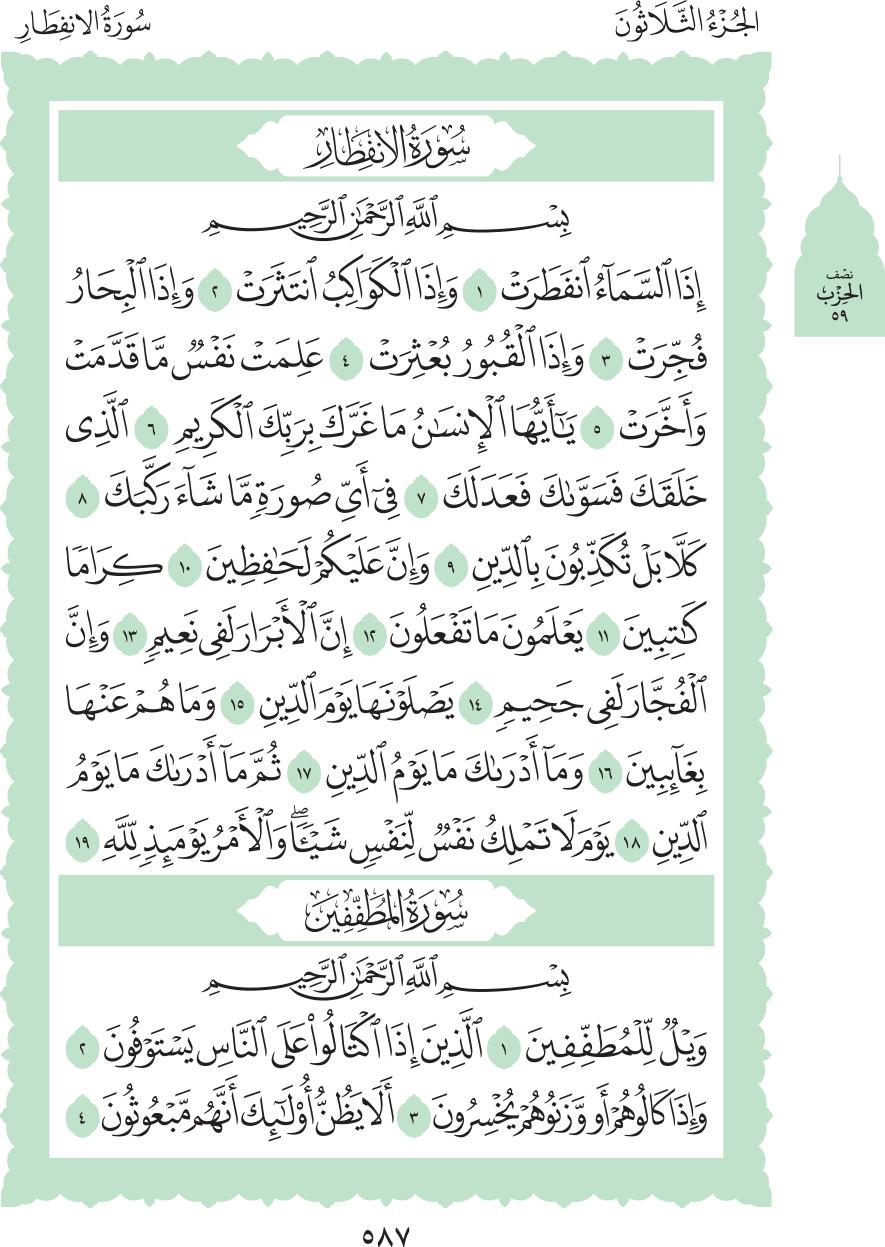 الجُزْءُ الثَّلَاثُونَ
سُورَةُ الانفِطَارِ
سُورَةُ الانفِطَارِ
بِسْمِ ٱللَّهِ ٱلرَّحْمَٰنِ ٱلرَّحِيمِ
إِذَا ٱلسَّمَآءُ ٱنفَطَرَتْ ١ وَإِذَا ٱلْكَوَاكِبُ ٱنتَثَرَتْ ٢ وَإِذَا ٱلْبِحَارُ
فُجِّرَتْ ٣ وَإِذَا ٱلْقُبُورُ بُعْثِرَتْ ٤ عَلِمَتْ نَفْسٌ مَّا قَدَّمَتْ
وَأَخَّرَتْ ٥ يَٰٓأَيُّهَا ٱلْإِنسَٰنُ مَا غَرَّكَ بِرَبِّكَ ٱلْكَرِيمِ ٦ ٱلَّذِى
خَلَقَكَ فَسَوَّىٰكَ فَعَدَلَكَ ٧ فِىٓ أَىِّ صُورَةٍ مَّا شَآءَ رَكَّبَكَ ٨
كَلَّا بَلْ تُكَذِّبُونَ بِٱلدِّينِ ٩ وَإِنَّ عَلَيْكُمْ لَحَٰفِظِينَ ١٠ كِرَامًا
كَٰتِبِينَ ١١ يَعْلَمُونَ مَا تَفْعَلُونَ ١٢ إِنَّ ٱلْأَبْرَارَ لَفِى نَعِيمٍ ١٣ وَإِنَّ
ٱلْفُجَّارَ لَفِى جَحِيمٍ ١٤ يَصْلَوْنَهَا يَوْمَ ٱلدِّينِ ١٥ وَمَا هُمْ عَنْهَا
بِغَآئِبِينَ ١٦ وَمَآ أَدْرَىٰكَ مَا يَوْمُ ٱلدِّينِ ١٧ ثُمَّ مَآ أَدْرَىٰكَ مَا يَوْمُ
ٱلدِّينِ ١٨ يَوْمَ لَا تَمْلِكُ نَفْسٌ لِّنَفْسٍ شَيْـًٔا ۖ وَٱلْأَمْرُ يَوْمَئِذٍ لِّلَّهِ ١٩
سُورَةُ المُطَفِّفِينَ
بِسْمِ ٱللَّهِ ٱلرَّحْمَٰنِ ٱلرَّحِيمِ
وَيْلٌ لِّلْمُطَفِّفِينَ ١ ٱلَّذِينَ إِذَا ٱكْتَالُوا۟ عَلَى ٱلنَّاسِ يَسْتَوْفُونَ ٢
وَإِذَا كَالُوهُمْ أَو وَّزَنُوهُمْ يُخْسِرُونَ ٣ أَلَا يَظُنُّ أُو۟لَٰٓئِكَ أَنَّهُم مَّبْعُوثُونَ ٤
نصْف
الحِزْب
٥٩
٥٨٧